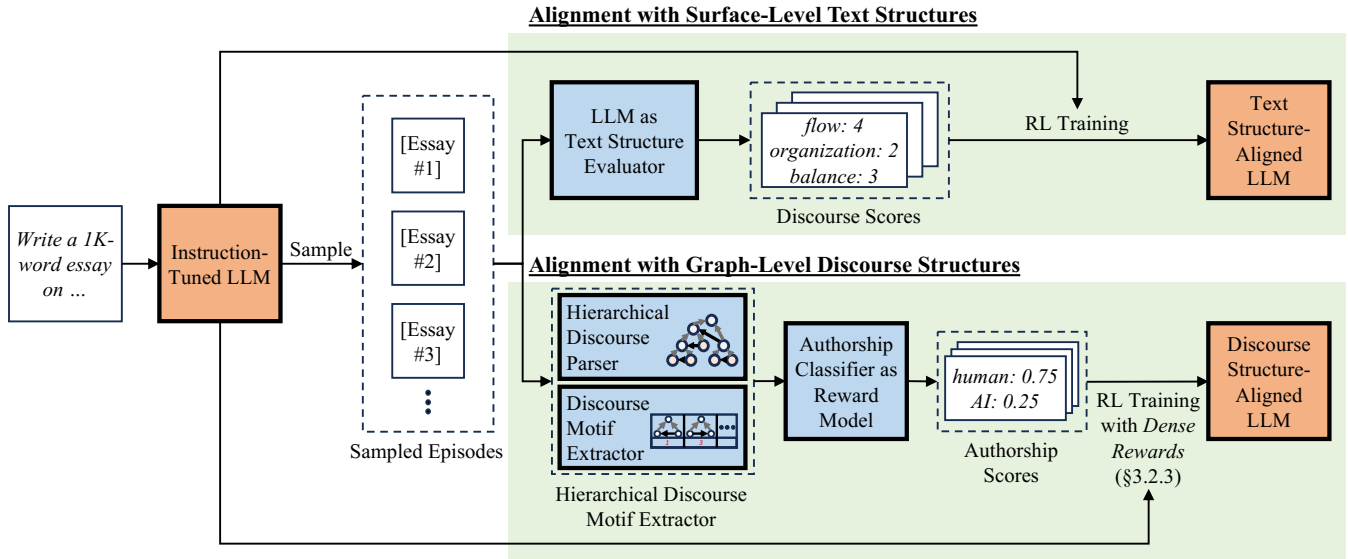 Alignment with Surface-Level Text Structures
Write a 1K-
word essay
on …
Instruction-
Tuned LLM
Sample
[Essay
#1]
[Essay
#2]
[Essay
#3]
Sampled Episodes
LLM as
Text Structure
Evaluator
flow: 4
organization: 2
balance: 3
Discourse Scores
RL Training
Text
Structure-
Aligned
LLM
Alignment with Graph-Level Discourse Structures
Hierarchical
Discourse
Parser
Discourse
Motif
Extractor
1
3
Hierarchical Discourse
Motif Extractor
Authorship
Classifier as
Reward
Model
human: 0.75
AI: 0.25
Authorship
Scores
RL Training
with Dense
Rewards
(§3.2.3)
Discourse
Structure-
Aligned
LLM